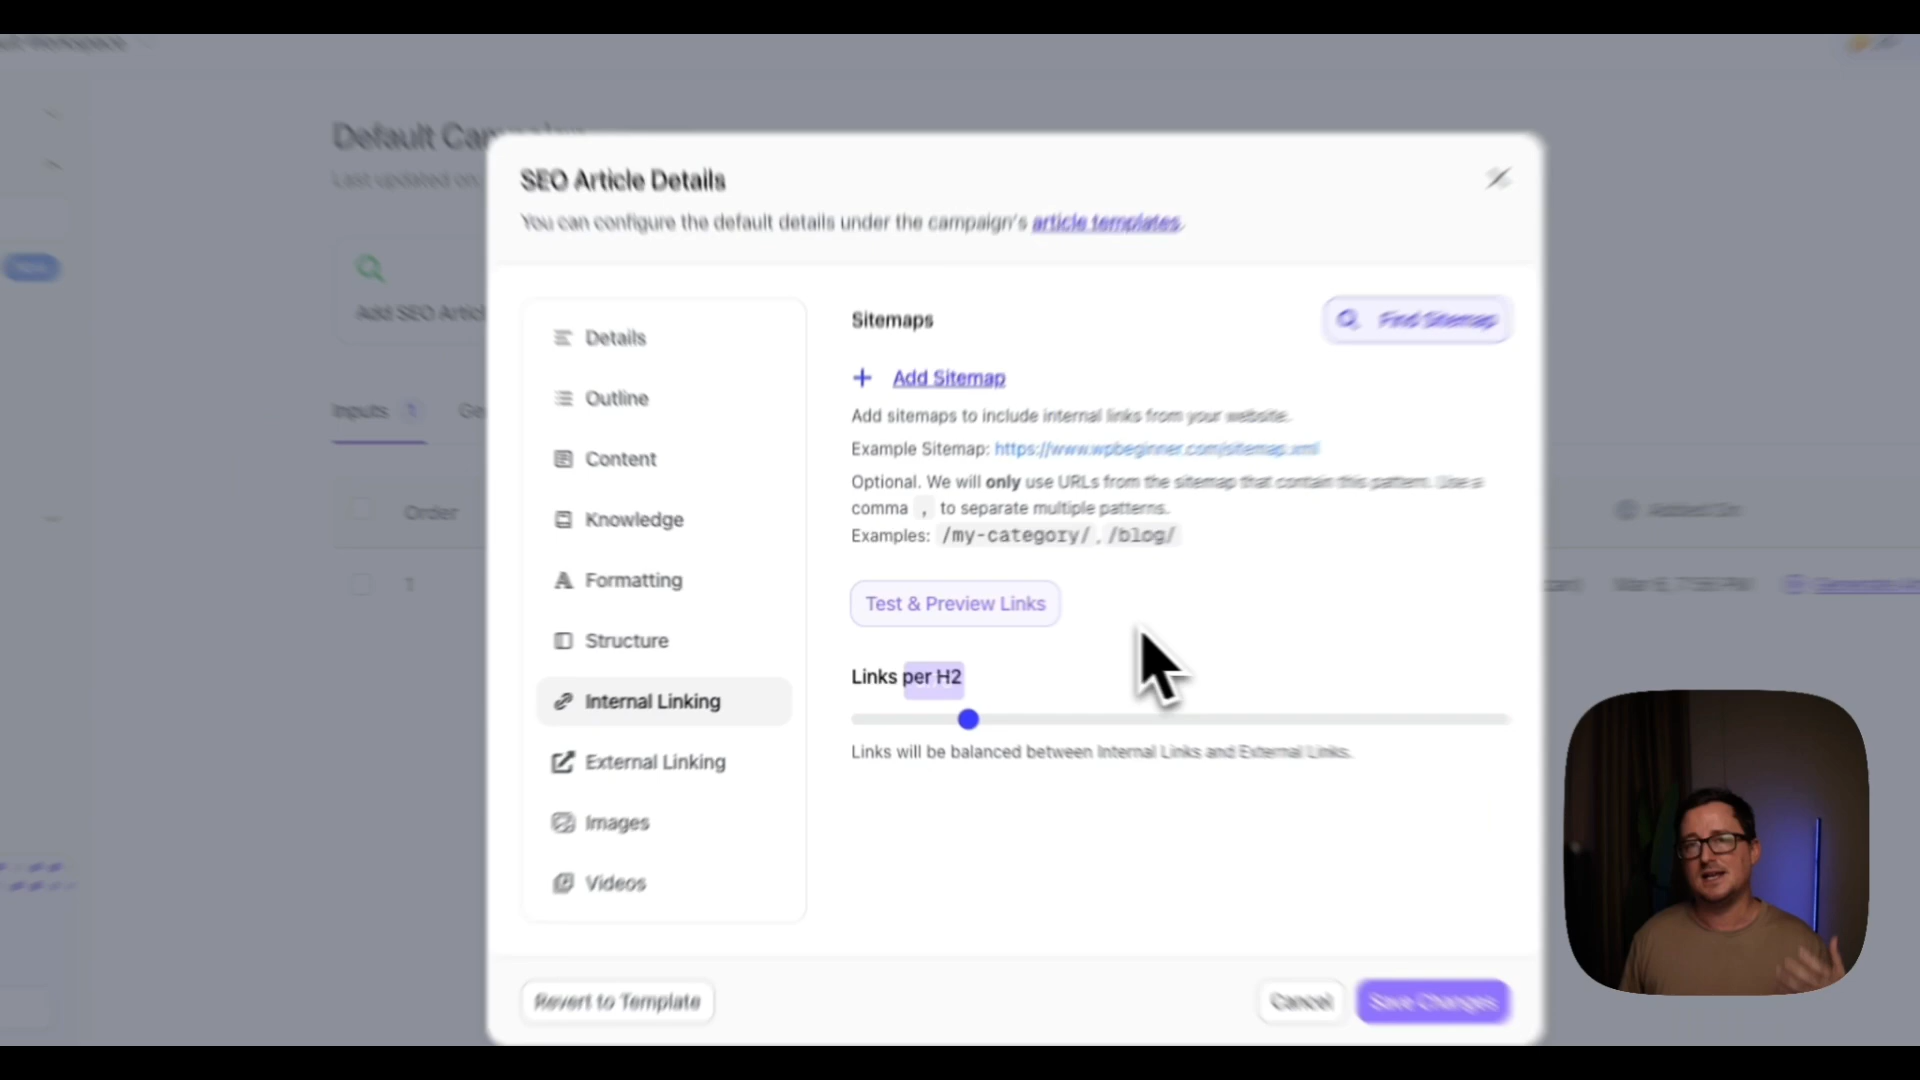 Workspace
Default
Last updated on
SEO Article Details
You can configure the default details under the campaign's article templates.
New
Add SEO
Sitemaps
Find Sitemap
Details
Add Sitemap
Outline
Inputs 1
Add sitemaps to include internal links from your website.
Example Sitemap: https://www.wpbeginner.com/sitemap.xml
Content
Optional. We will only use URLs from the sitemap that contain this pattern. Use a
comma , to separate multiple patterns.
Examples: /my-category/ , /blog/
Order
Knowledge
1
Formatting
Test & Preview Links
Structure
Links per H2
Internal Linking
Links will be balanced between Internal Links and External Links.
External Linking
Images
Videos
Revert to Template
Cancel
Save Changes